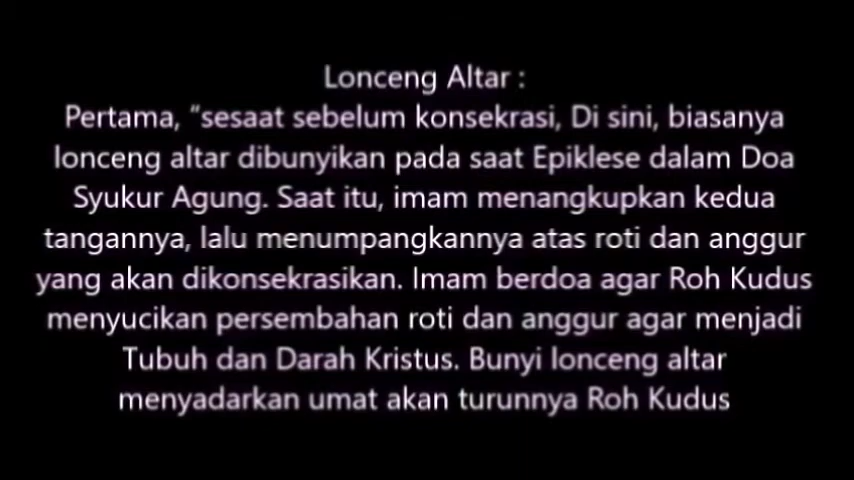 Lonceng Altar :
Pertama, "sesaat sebelum konsekrasi, Di sini, biasanya
lonceng altar dibunyikan pada saat Epiklese dalam Doa
Syukur Agung. Saat itu, imam menangkupkan kedua
tangannya, lalu menumpangkannya atas roti dan anggur
yang akan dikonsekrasikan. Imam berdoa agar Roh Kudus
menyucikan persembahan roti dan anggur agar menjadi
Tubuh dan Darah Kristus. Bunyi lonceng altar
menyadarkan umat akan turunnya Roh Kudus